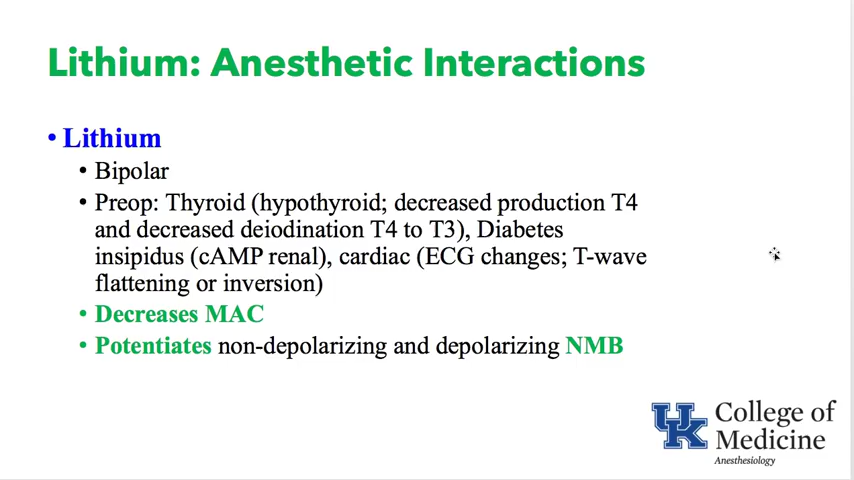 Lithium: Anesthetic Interactions
• Lithium
• Bipolar
• Preop: Thyroid (hypothyroid; decreased production T4
and decreased deiodination T4 to T3), Diabetes
insipidus (cAMP renal), cardiac (ECG changes; T-wave
flattening or inversion)
• Decreases MAC
• Potentiates non-depolarizing and depolarizing NMB
UK
College of
Medicine
Anesthesiology